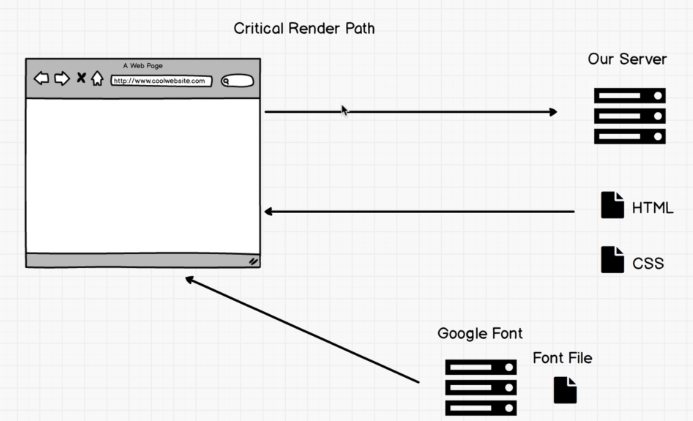 Critical Render Path
A Web Page
http://www.coolwebsite.com
Our Server
HTML
CSS
Google Font
Font File